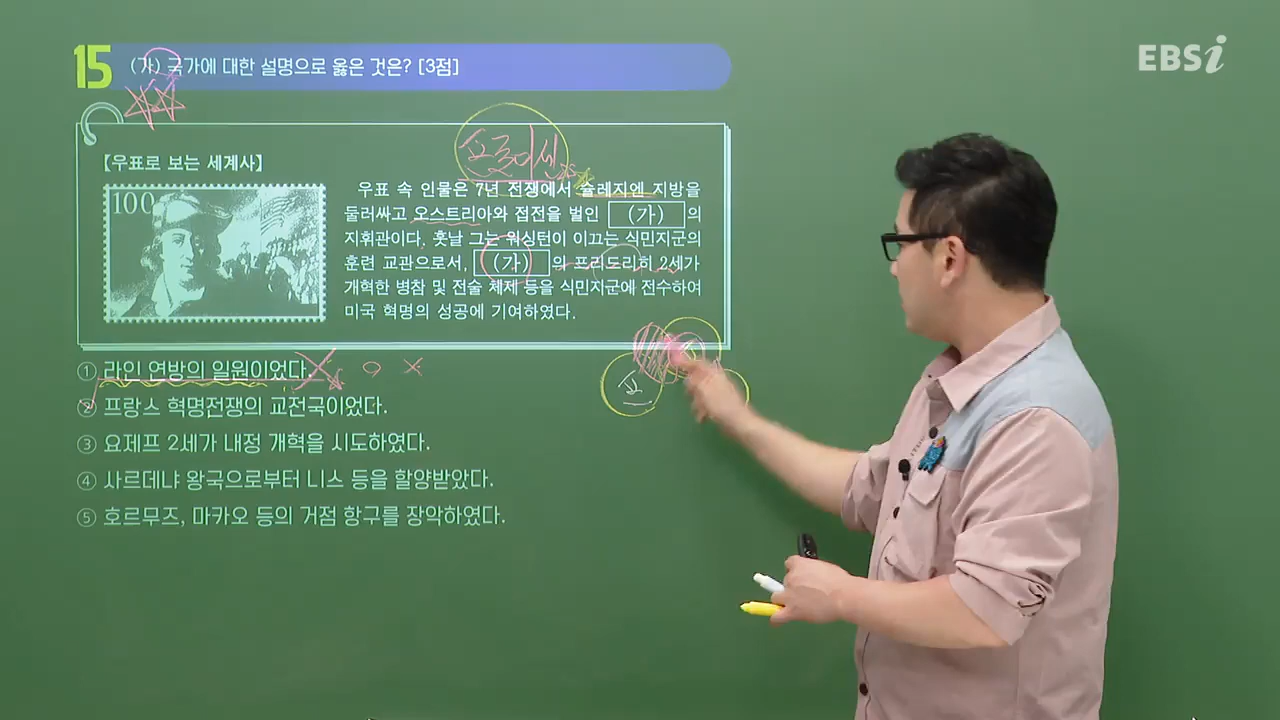 15 (가) 국가에 대한 설명으로 옳은 것은? [3점]
EBSi
프로이센
【우표로 보는 세계사】
100
우표 속 인물은 7년 전쟁에서 슐레지엔 지방을
둘러싸고 오스트리아와 접전을 벌인 (가) 의
지휘관이다. 훗날 그는 워싱턴이 이끄는 식민지군의
훈련 교관으로서, (가) 의 프리드리히 2세가
개혁한 병참 및 전술 체제 등을 식민지군에 전수하여
미국 혁명의 성공에 기여하였다.
① 라인 연방의 일원이었다.
② 프랑스 혁명전쟁의 교전국이었다.
③ 요제프 2세가 내정 개혁을 시도하였다.
④ 사르데냐 왕국으로부터 니스 등을 할양받았다.
⑤ 호르무즈, 마카오 등의 거점 항구를 장악하였다.
프